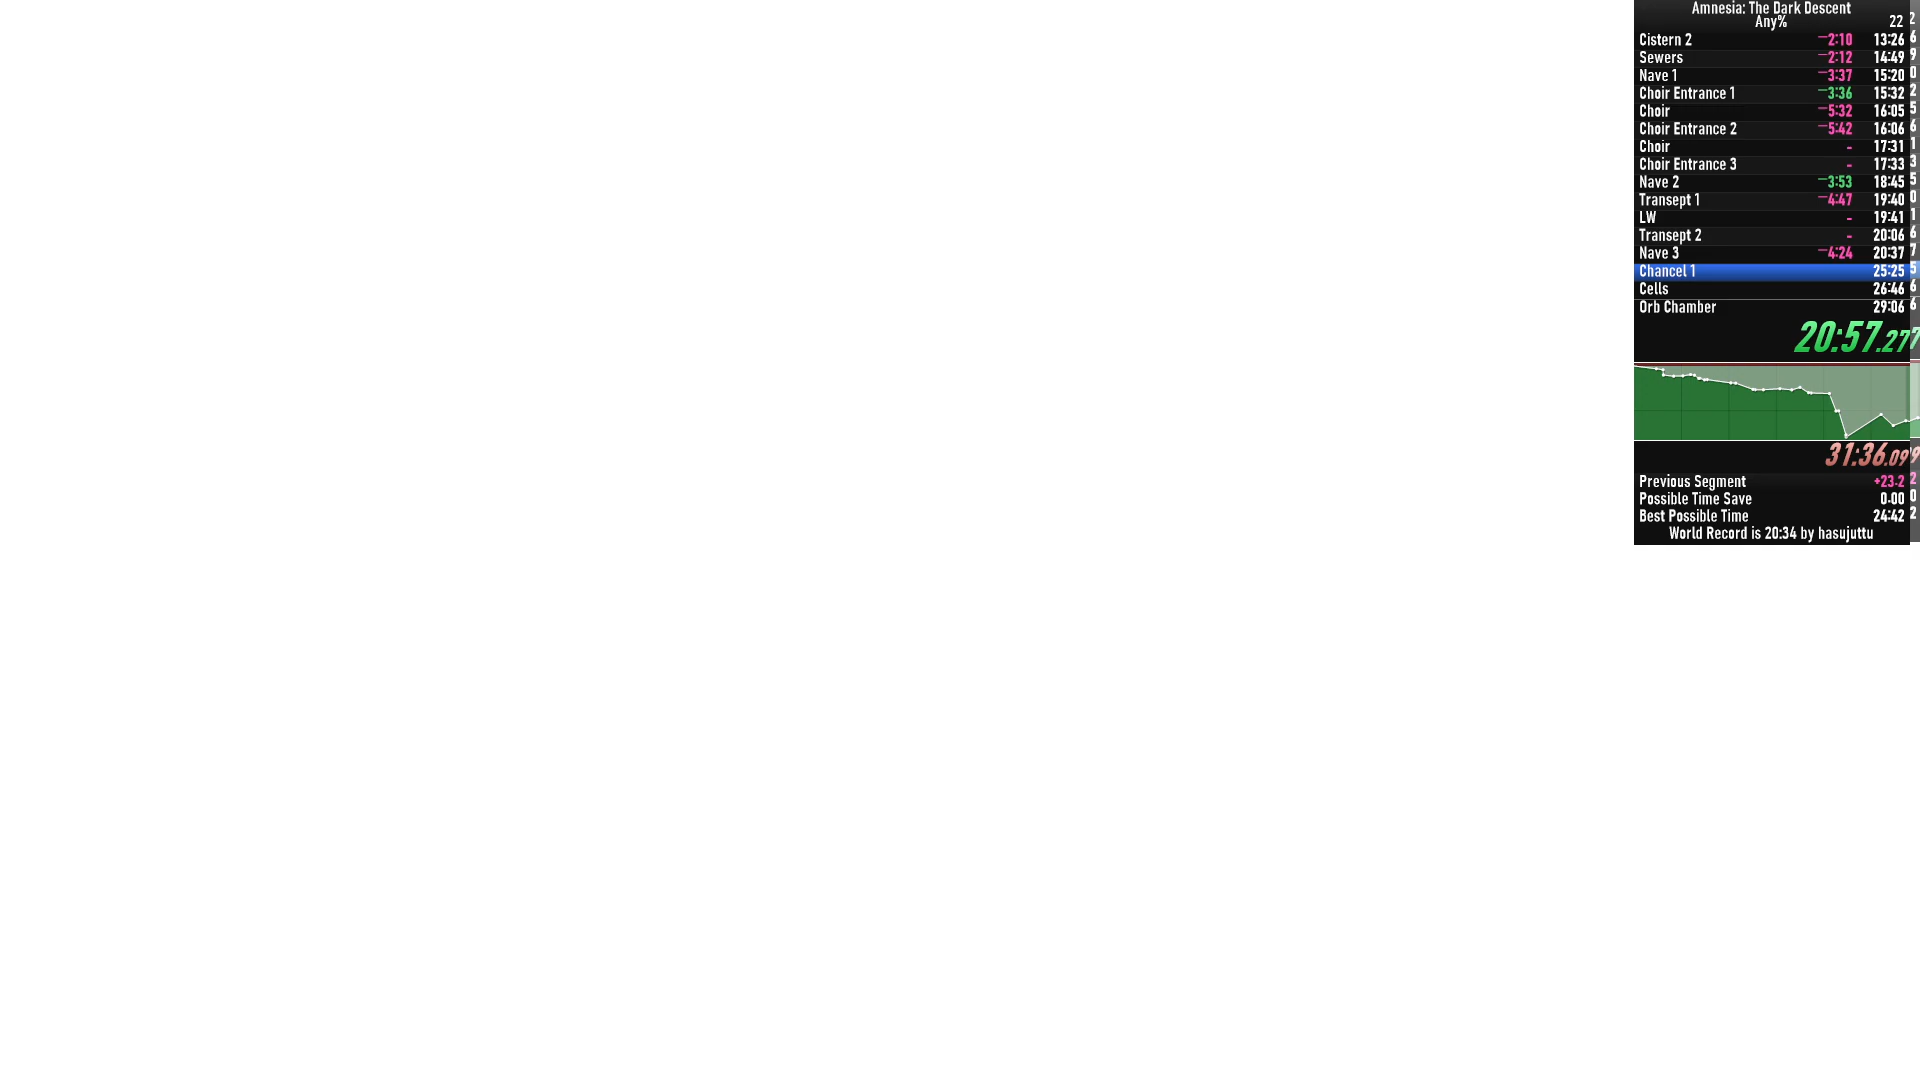 Amnesia: The Dark Descent
Any% 22
Cistern 2 −2:10 13:26
Sewers −2:12 14:49
Nave 1 −3:37 15:20
Choir Entrance 1 −3:36 15:32
Choir −5:32 16:05
Choir Entrance 2 −5:42 16:06
Choir - 17:31
Choir Entrance 3 - 17:33
Nave 2 −3:53 18:45
Transept 1 −4:47 19:40
LW - 19:41
Transept 2 - 20:06
Nave 3 −4:24 20:37
Chancel 1 25:25
Cells 26:46
Orb Chamber 29:06
20:57.27
31:36.09
Previous Segment +23.2
Possible Time Save 0.00
Best Possible Time 24:42
World Record is 20:34 by hasujuttu